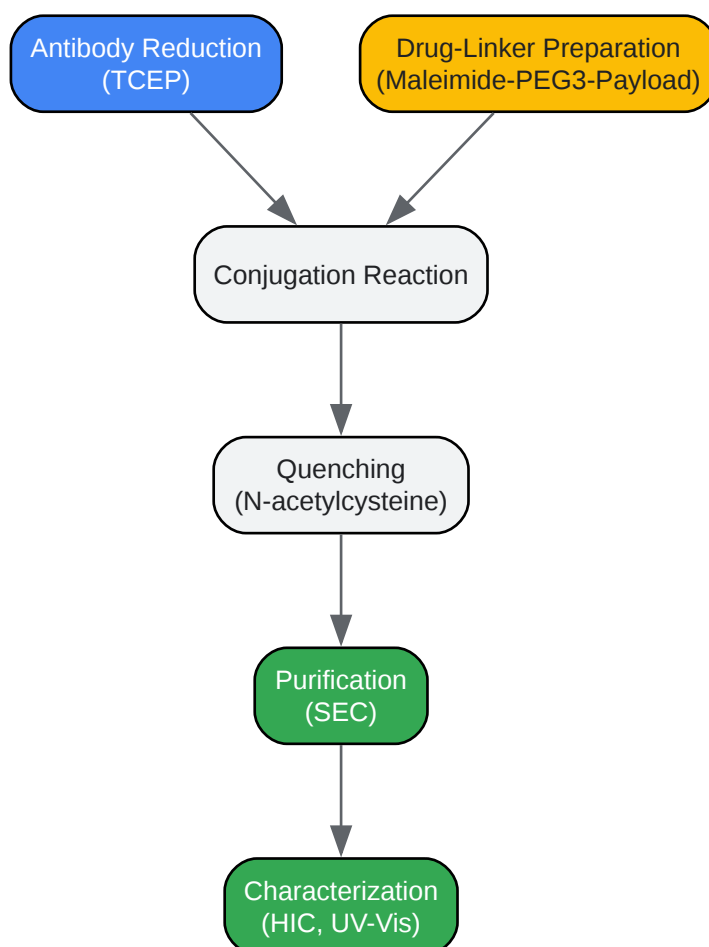 Antibody Reduction
(TCEP)
Drug-Linker Preparation
(Maleimide-PEG3-Payload)
Conjugation Reaction
Quenching
(N-acetylcysteine)
Purification
(SEC)
Characterization
(HIC, UV-Vis)